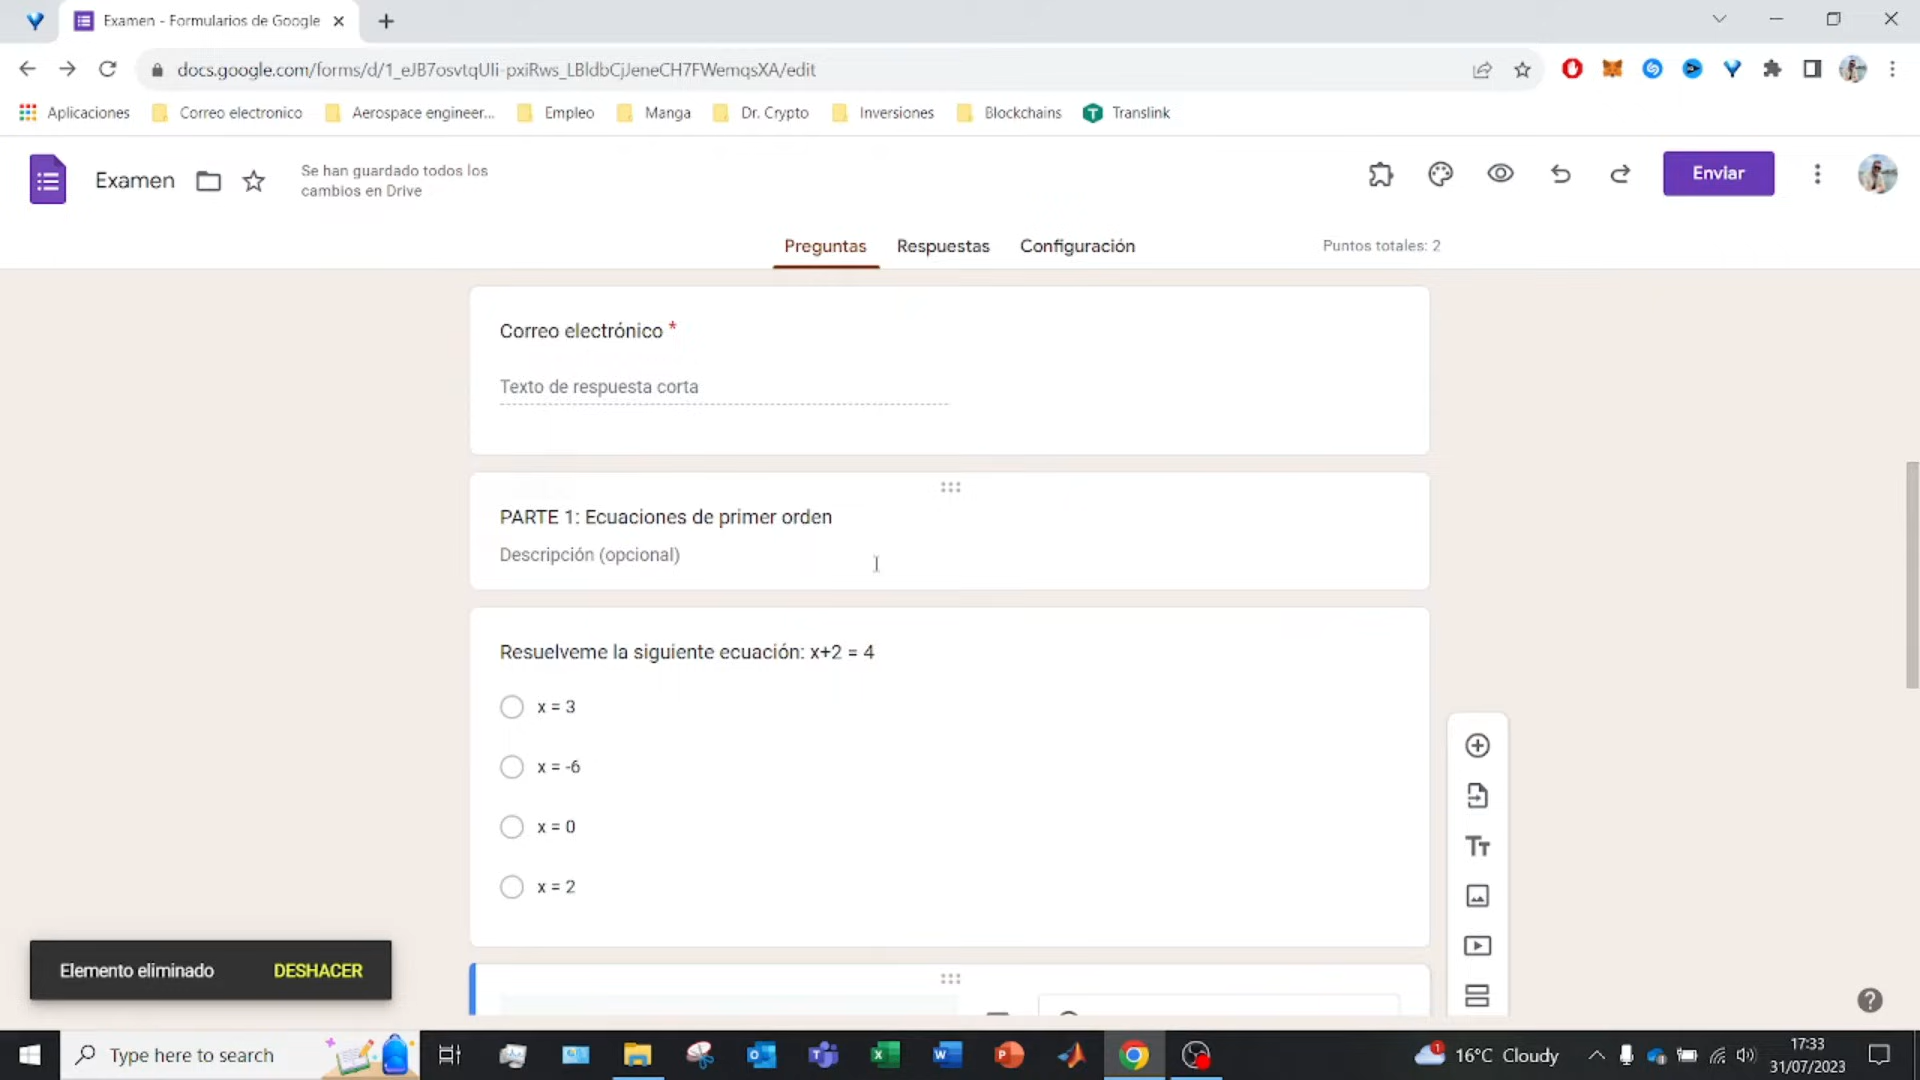 Examen - Formularios de Google
docs.google.com/forms/d/1_eJB7osvtqUIi-pxiRws_LBldbCjJeneCH7FWemqsXA/edit
Aplicaciones
Correo electronico
Aerospace engineer...
Empleo
Manga
Dr. Crypto
Inversiones
Blockchains
Translink
Examen
Se han guardado todos los
cambios en Drive
Enviar
Preguntas
Respuestas
Configuración
Puntos totales: 2
Correo electrónico *
Texto de respuesta corta
PARTE 1: Ecuaciones de primer orden
Descripción (opcional)
Resuelveme la siguiente ecuación: x+2 = 4
x = 3
x = -6
x = 0
x = 2
Tт
Elemento eliminado
DESHACER
Type here to search
1
16°C Cloudy
17:33
31/07/2023